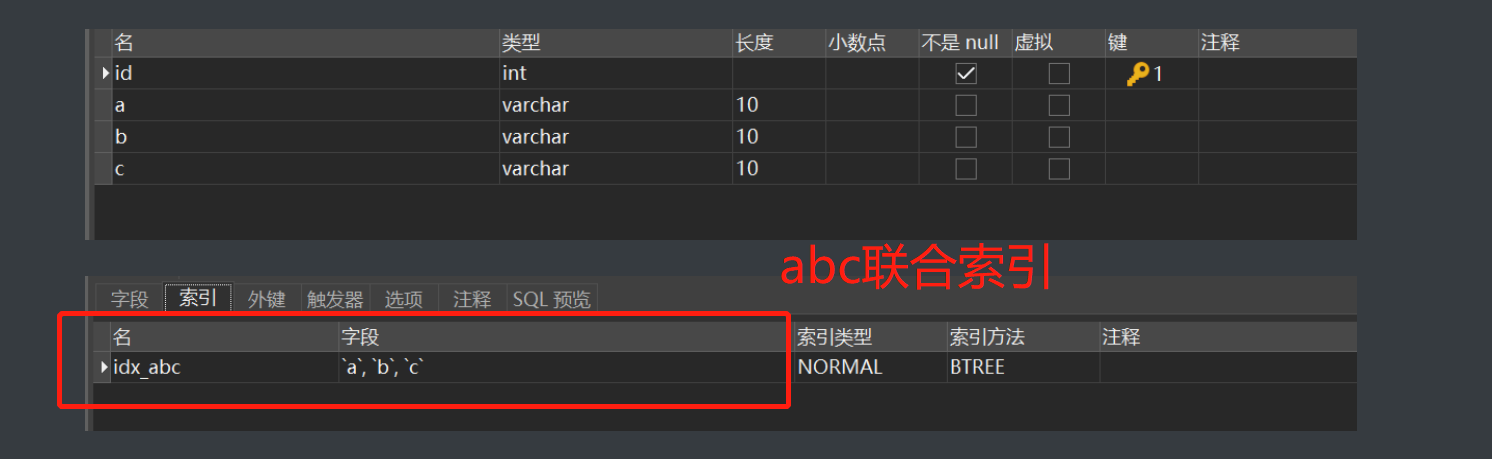 名 类型 长度 小数点 不是 null 虚拟 键 注释
id int 1
a varchar 10
b varchar 10
c varchar 10
abc联合索引
字段 索引 外键 触发器 选项 注释 SQL 预览
名 字段 索引类型 索引方法 注释
idx_abc `a`, `b`, `c` NORMAL BTREE